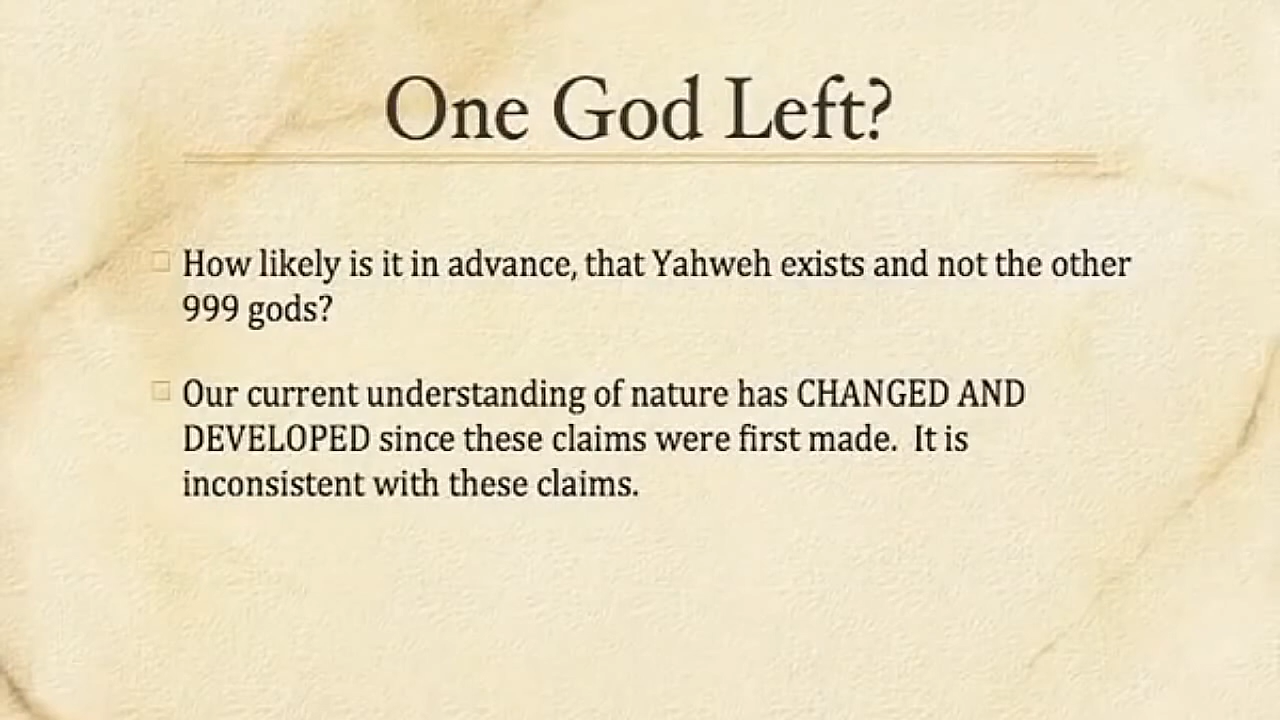 One God Left?
How likely is it in advance, that Yahweh exists and not the other
999 gods?
Our current understanding of nature has CHANGED AND
DEVELOPED since these claims were first made.  It is
inconsistent with these claims.